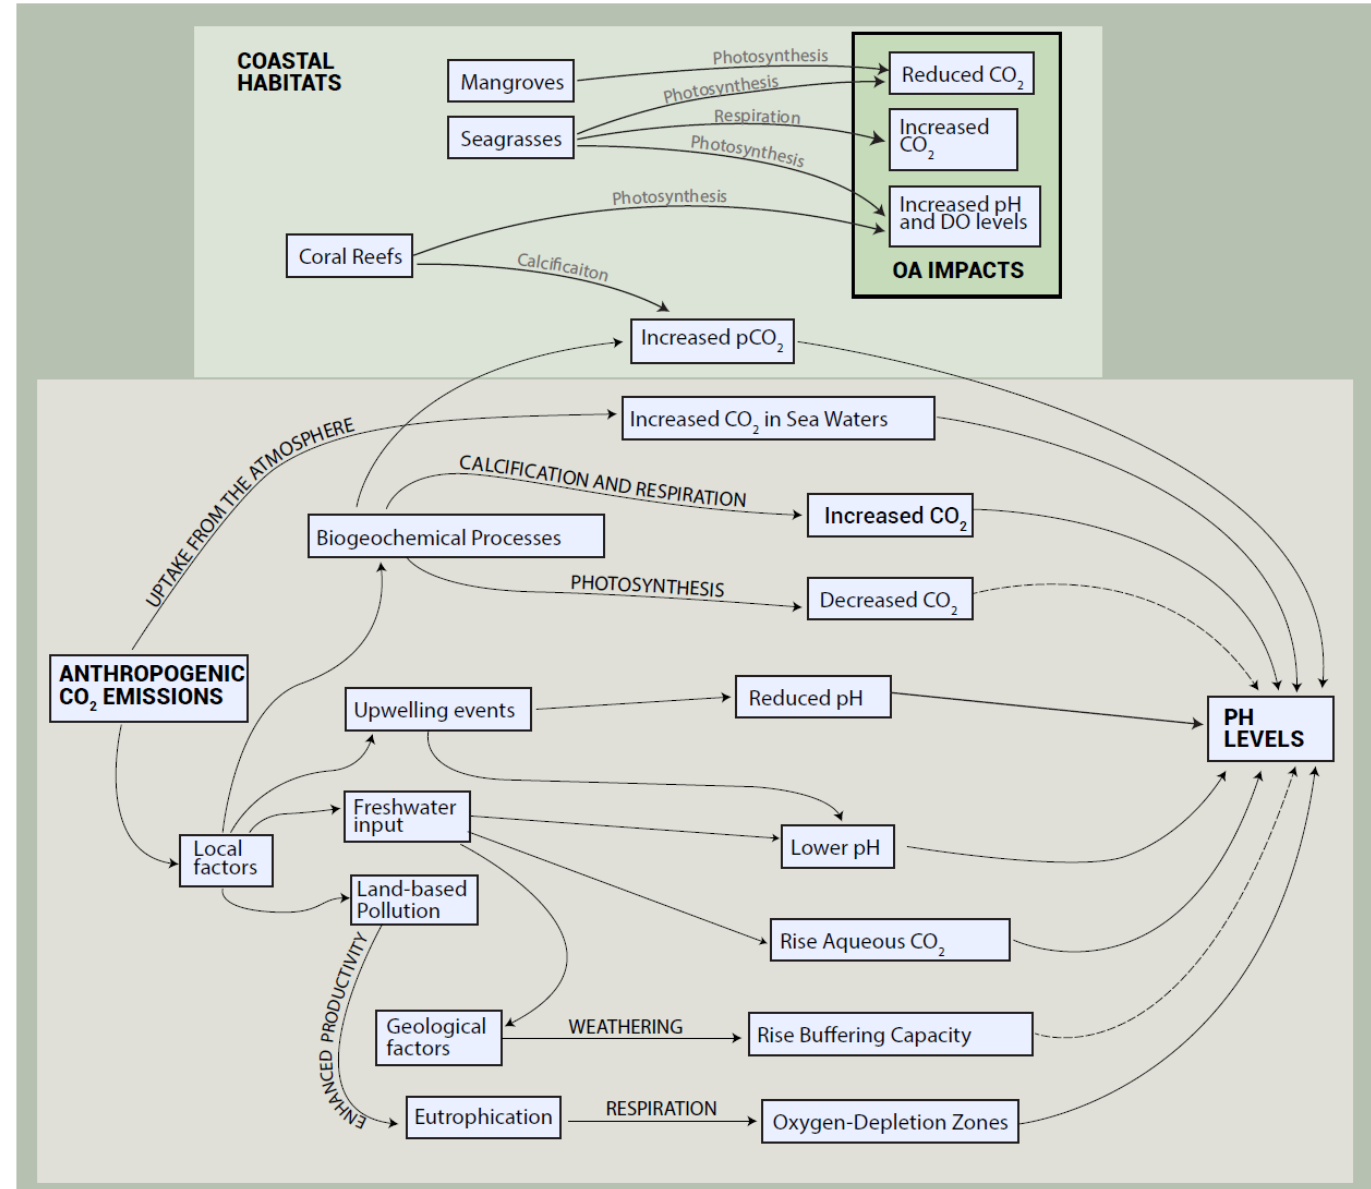 COASTAL
HABITATS
Mangroves
Photosynthesis
Reduced CO2
Photosynthesis
Seagrasses
Respiration
Increased
CO2
Photosynthesis
Photosynthesis
Increased pH
and DO levels
Coral Reefs
Calcificaiton
OA IMPACTS
Increased pCO2
UPTAKE FROM THE ATMOSPHERE
Increased CO2 in Sea Waters
CALCIFICATION AND RESPIRATION
Increased CO2
Biogeochemical Processes
PHOTOSYNTHESIS
Decreased CO2
ANTHROPOGENIC
CO2 EMISSIONS
Upwelling events
Reduced pH
PH
LEVELS
Freshwater
input
Local
factors
Lower pH
Land-based
Pollution
Rise Aqueous CO2
ENHANCED PRODUCTIVITY
Geological
factors
WEATHERING
Rise Buffering Capacity
Eutrophication
RESPIRATION
Oxygen-Depletion Zones